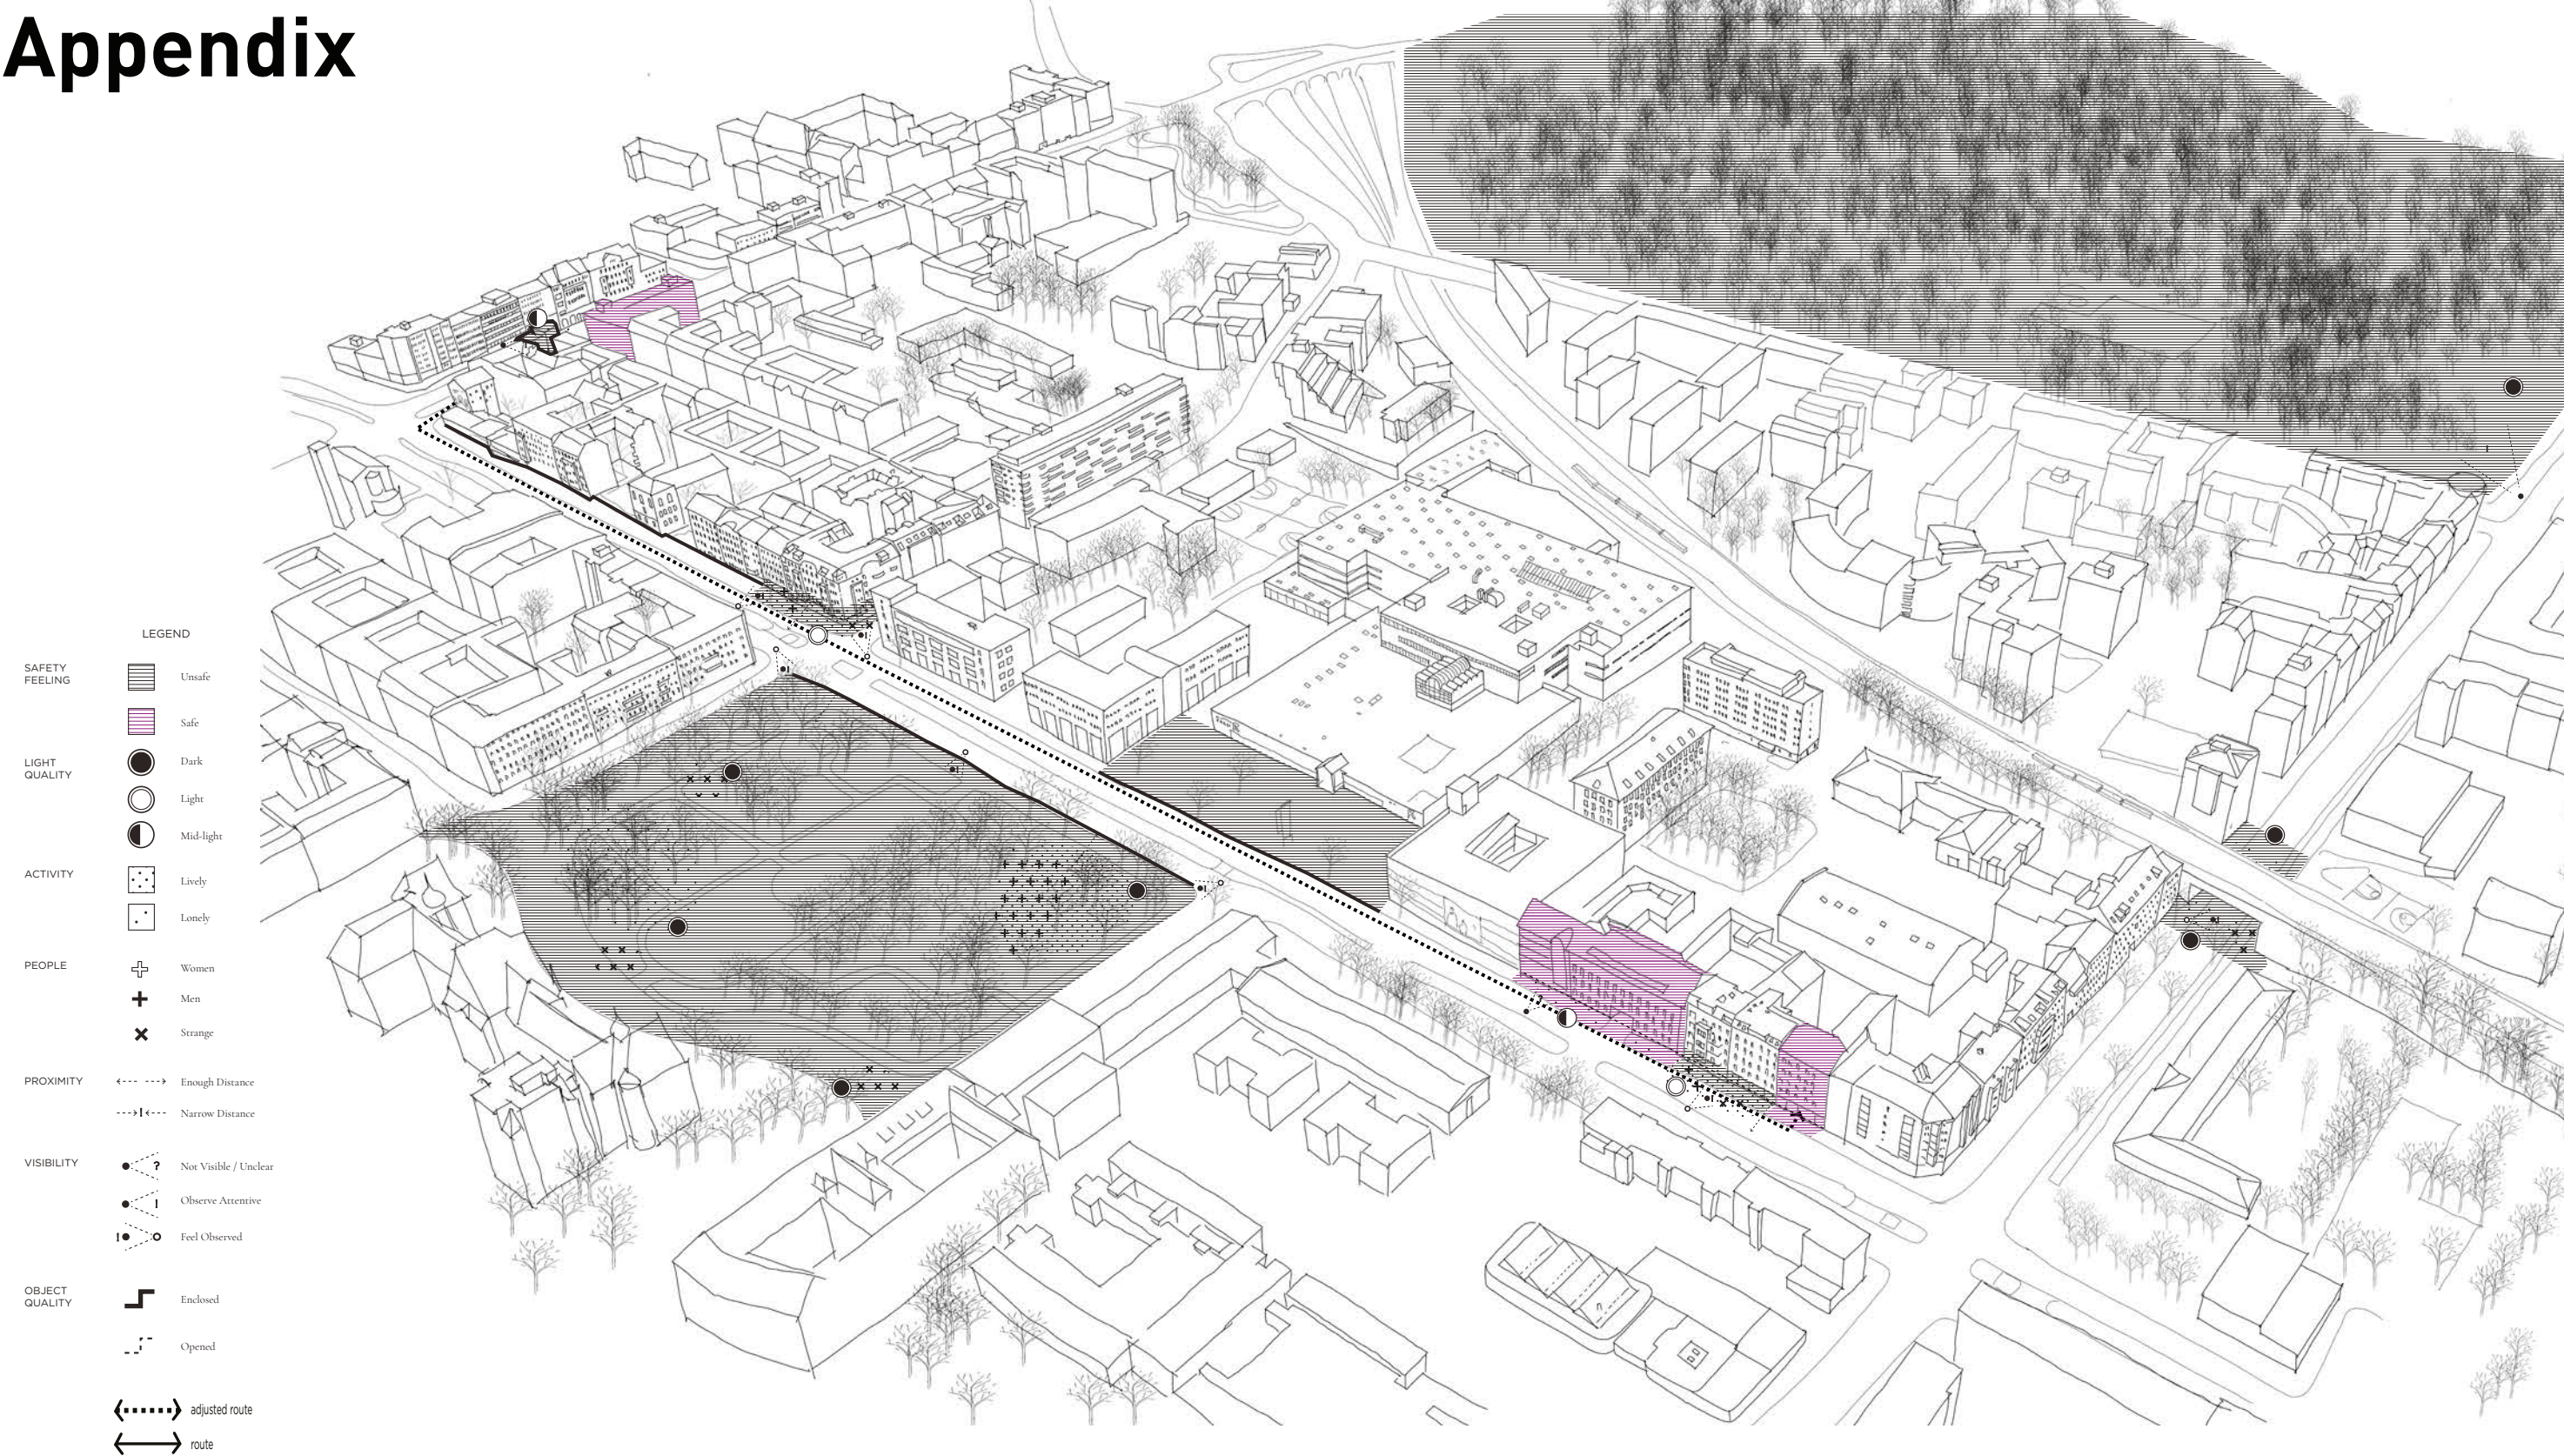 Appendix
LEGEND
SAFETY
FEELING
Unsafe
Safe
LIGHT
QUALITY
Dark
Light
Mid-light
ACTIVITY
Lively
Lonely
PEOPLE
Women
Men
Strange
PROXIMITY
Enough Distance
Narrow Distance
VISIBILITY
?
Not Visible / Unclear
!
Observe Attentive
!
Feel Observed
OBJECT
QUALITY
Enclosed
Opened
adjusted route
route